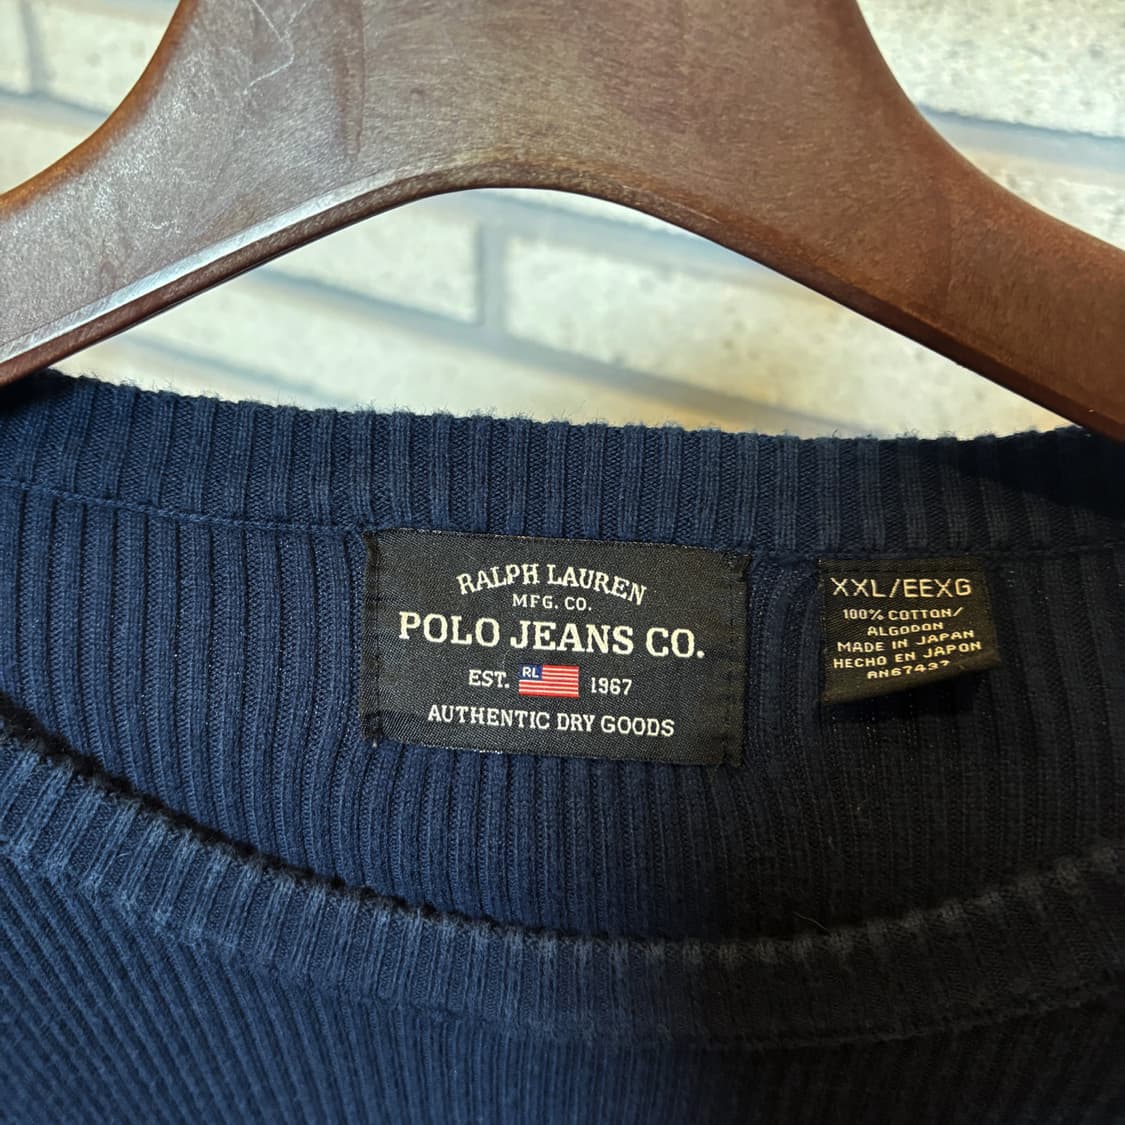 RALPH LAUREN
MFG. CO.
POLO JEANS CO.
EST. RL 1967
AUTHENTIC DRY GOODS
XXL/EEXG
100% COTTON/
ALGODON
MADE IN JAPAN
HECHO EN JAPON